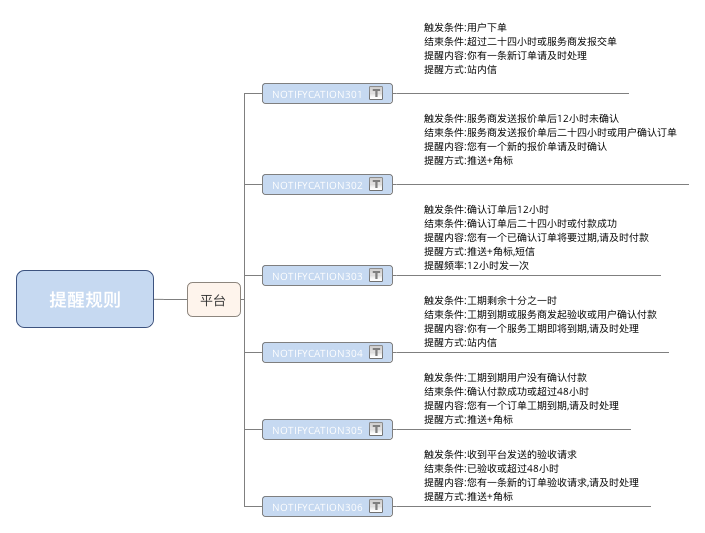 提醒规则
平台
NOTIFYCATION301
触发条件:用户下单
结束条件:超过二十四小时或服务商发报交单
提醒内容:你有一条新订单请及时处理
提醒方式:站内信
NOTIFYCATION302
触发条件:服务商发送报价单后12小时未确认
结束条件:服务商发送报价单后二十四小时或用户确认订单
提醒内容:您有一个新的报价单请及时确认
提醒方式:推送+角标
NOTIFYCATION303
触发条件:确认订单后12小时
结束条件:确认订单后二十四小时或付款成功
提醒内容:您有一个已确认订单将要过期,请及时付款
提醒方式:推送+角标,短信
提醒频率:12小时发一次
NOTIFYCATION304
触发条件:工期剩余十分之一时
结束条件:工期到期或服务商发起验收或用户确认付款
提醒内容:你有一个服务工期即将到期,请及时处理
提醒方式:站内信
NOTIFYCATION305
触发条件:工期到期用户没有确认付款
结束条件:确认付款成功或超过48小时
提醒内容:您有一个订单工期到期,请及时处理
提醒方式:推送+角标
NOTIFYCATION306
触发条件:收到平台发送的验收请求
结束条件:已验收或超过48小时
提醒内容:您有一条新的订单验收请求,请及时处理
提醒方式:推送+角标